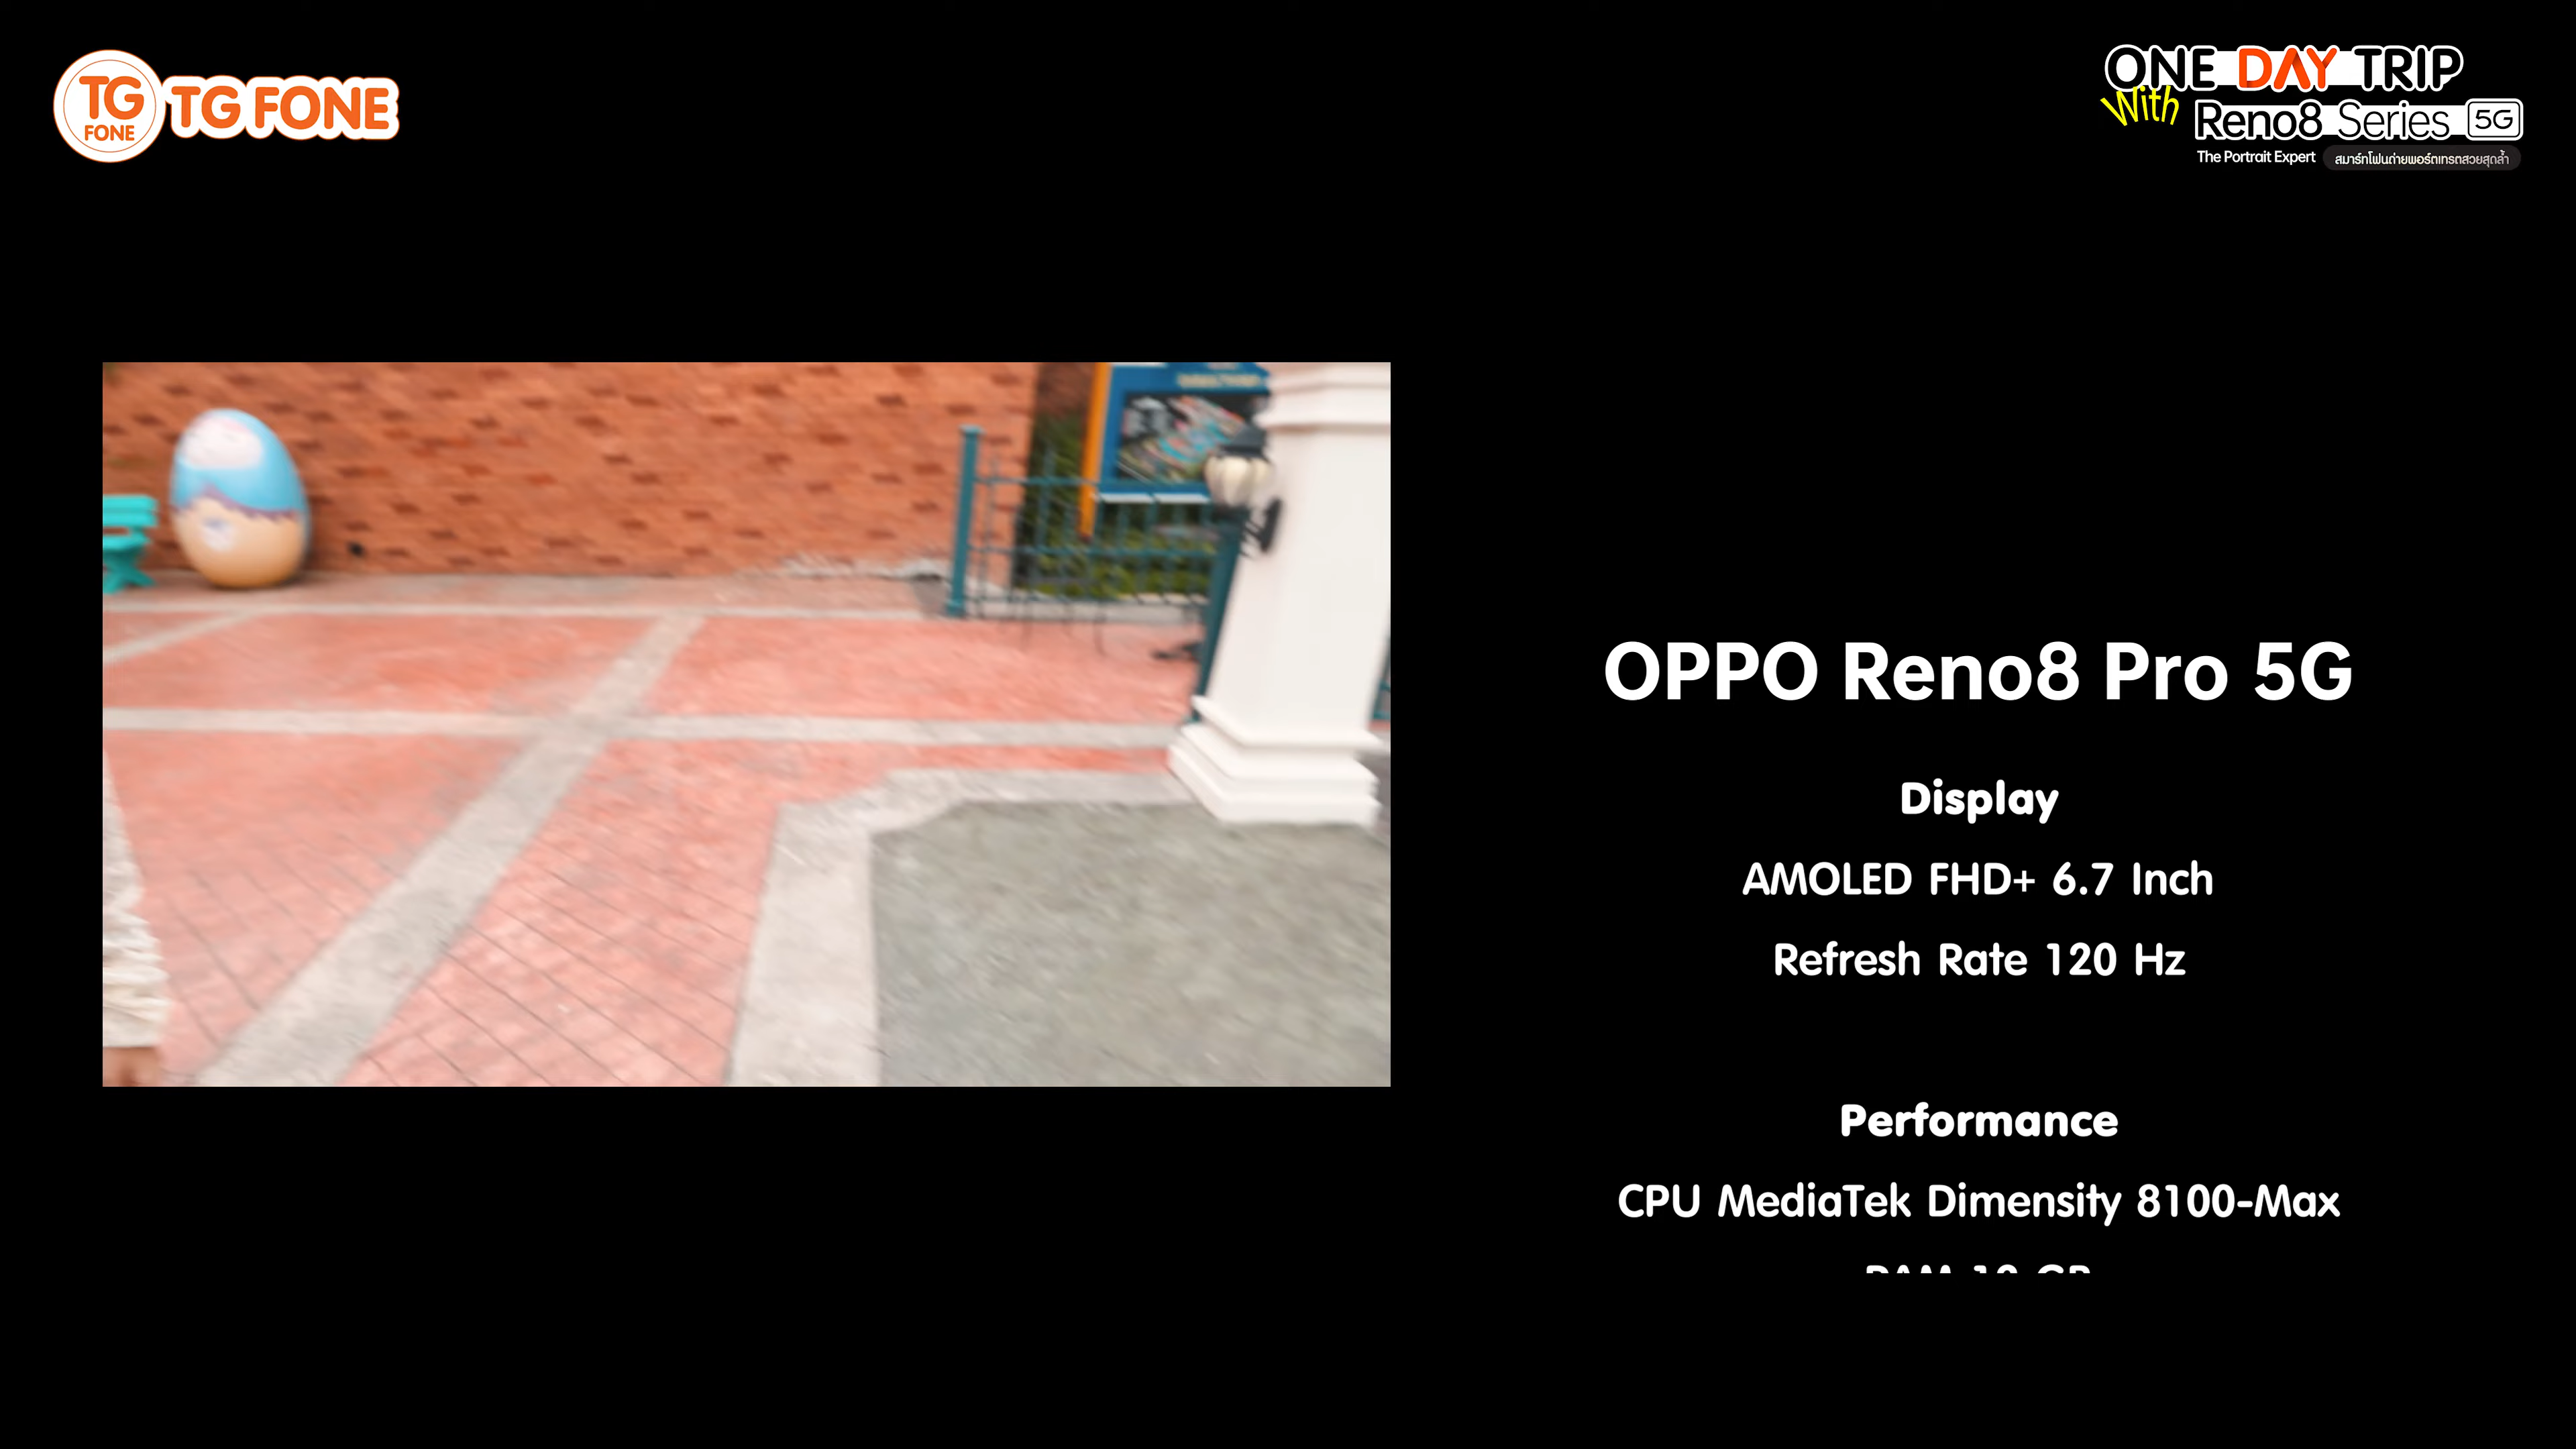 TG
FONE
TG FONE
ONE DAY TRIP
With
Reno8 Series 5G
The Portrait Expert
สมาร์ทโฟนถ่ายพอร์ตเทรตสวยสุดล้ำ
OPPO Reno8 Pro 5G
Display
AMOLED FHD+ 6.7 Inch
Refresh Rate 120 Hz
Performance
CPU MediaTek Dimensity 8100-Max